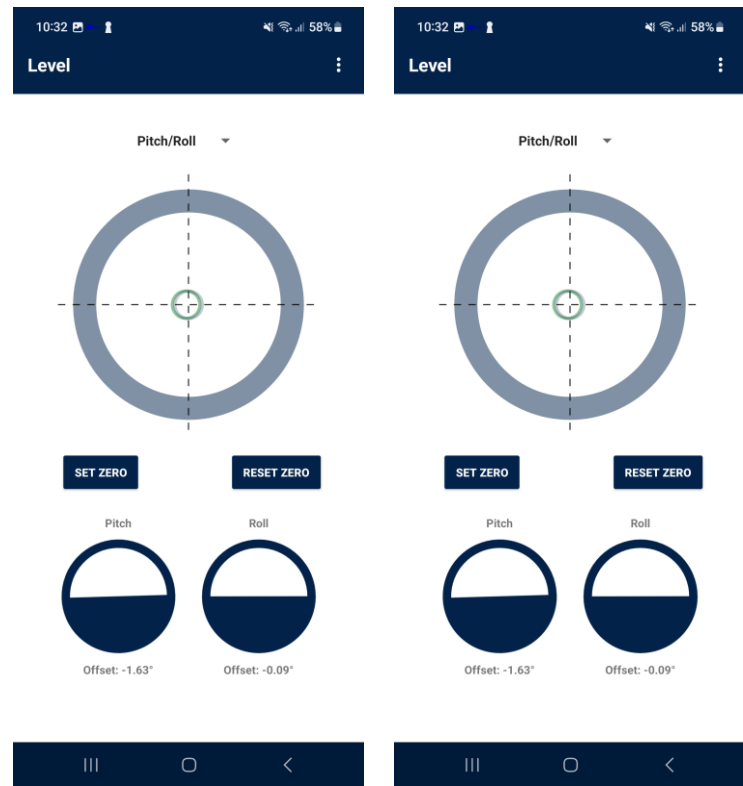 10:32 58%
Level
Pitch/Roll
SET ZERO RESET ZERO
Pitch Roll
Offset: -1.63° Offset: -0.09°
10:32 58%
Level
Pitch/Roll
SET ZERO RESET ZERO
Pitch Roll
Offset: -1.63° Offset: -0.09°